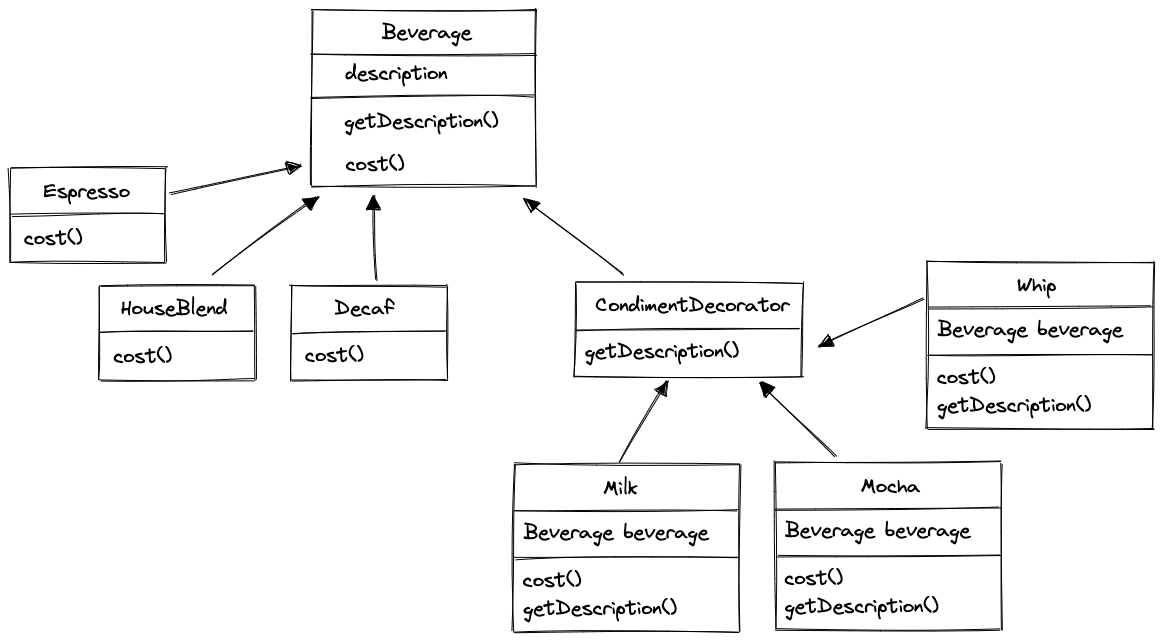 Beverage
description
getDescription()
cost()
Espresso
cost()
HouseBlend
cost()
Decaf
cost()
CondimentDecorator
getDescription()
Whip
Beverage beverage
cost()
getDescription()
Milk
Beverage beverage
cost()
getDescription()
Mocha
Beverage beverage
cost()
getDescription()